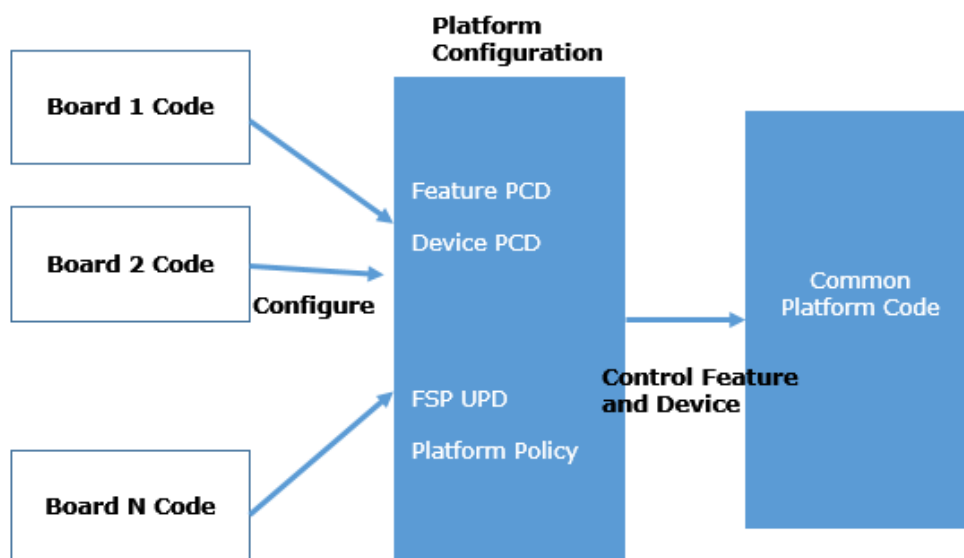 Platform
Configuration
Board 1 Code
Feature PCD
Board 2 Code
Device PCD
Configure
Common
Platform Code
Control Feature
and Device
FSP UPD
Platform Policy
Board N Code